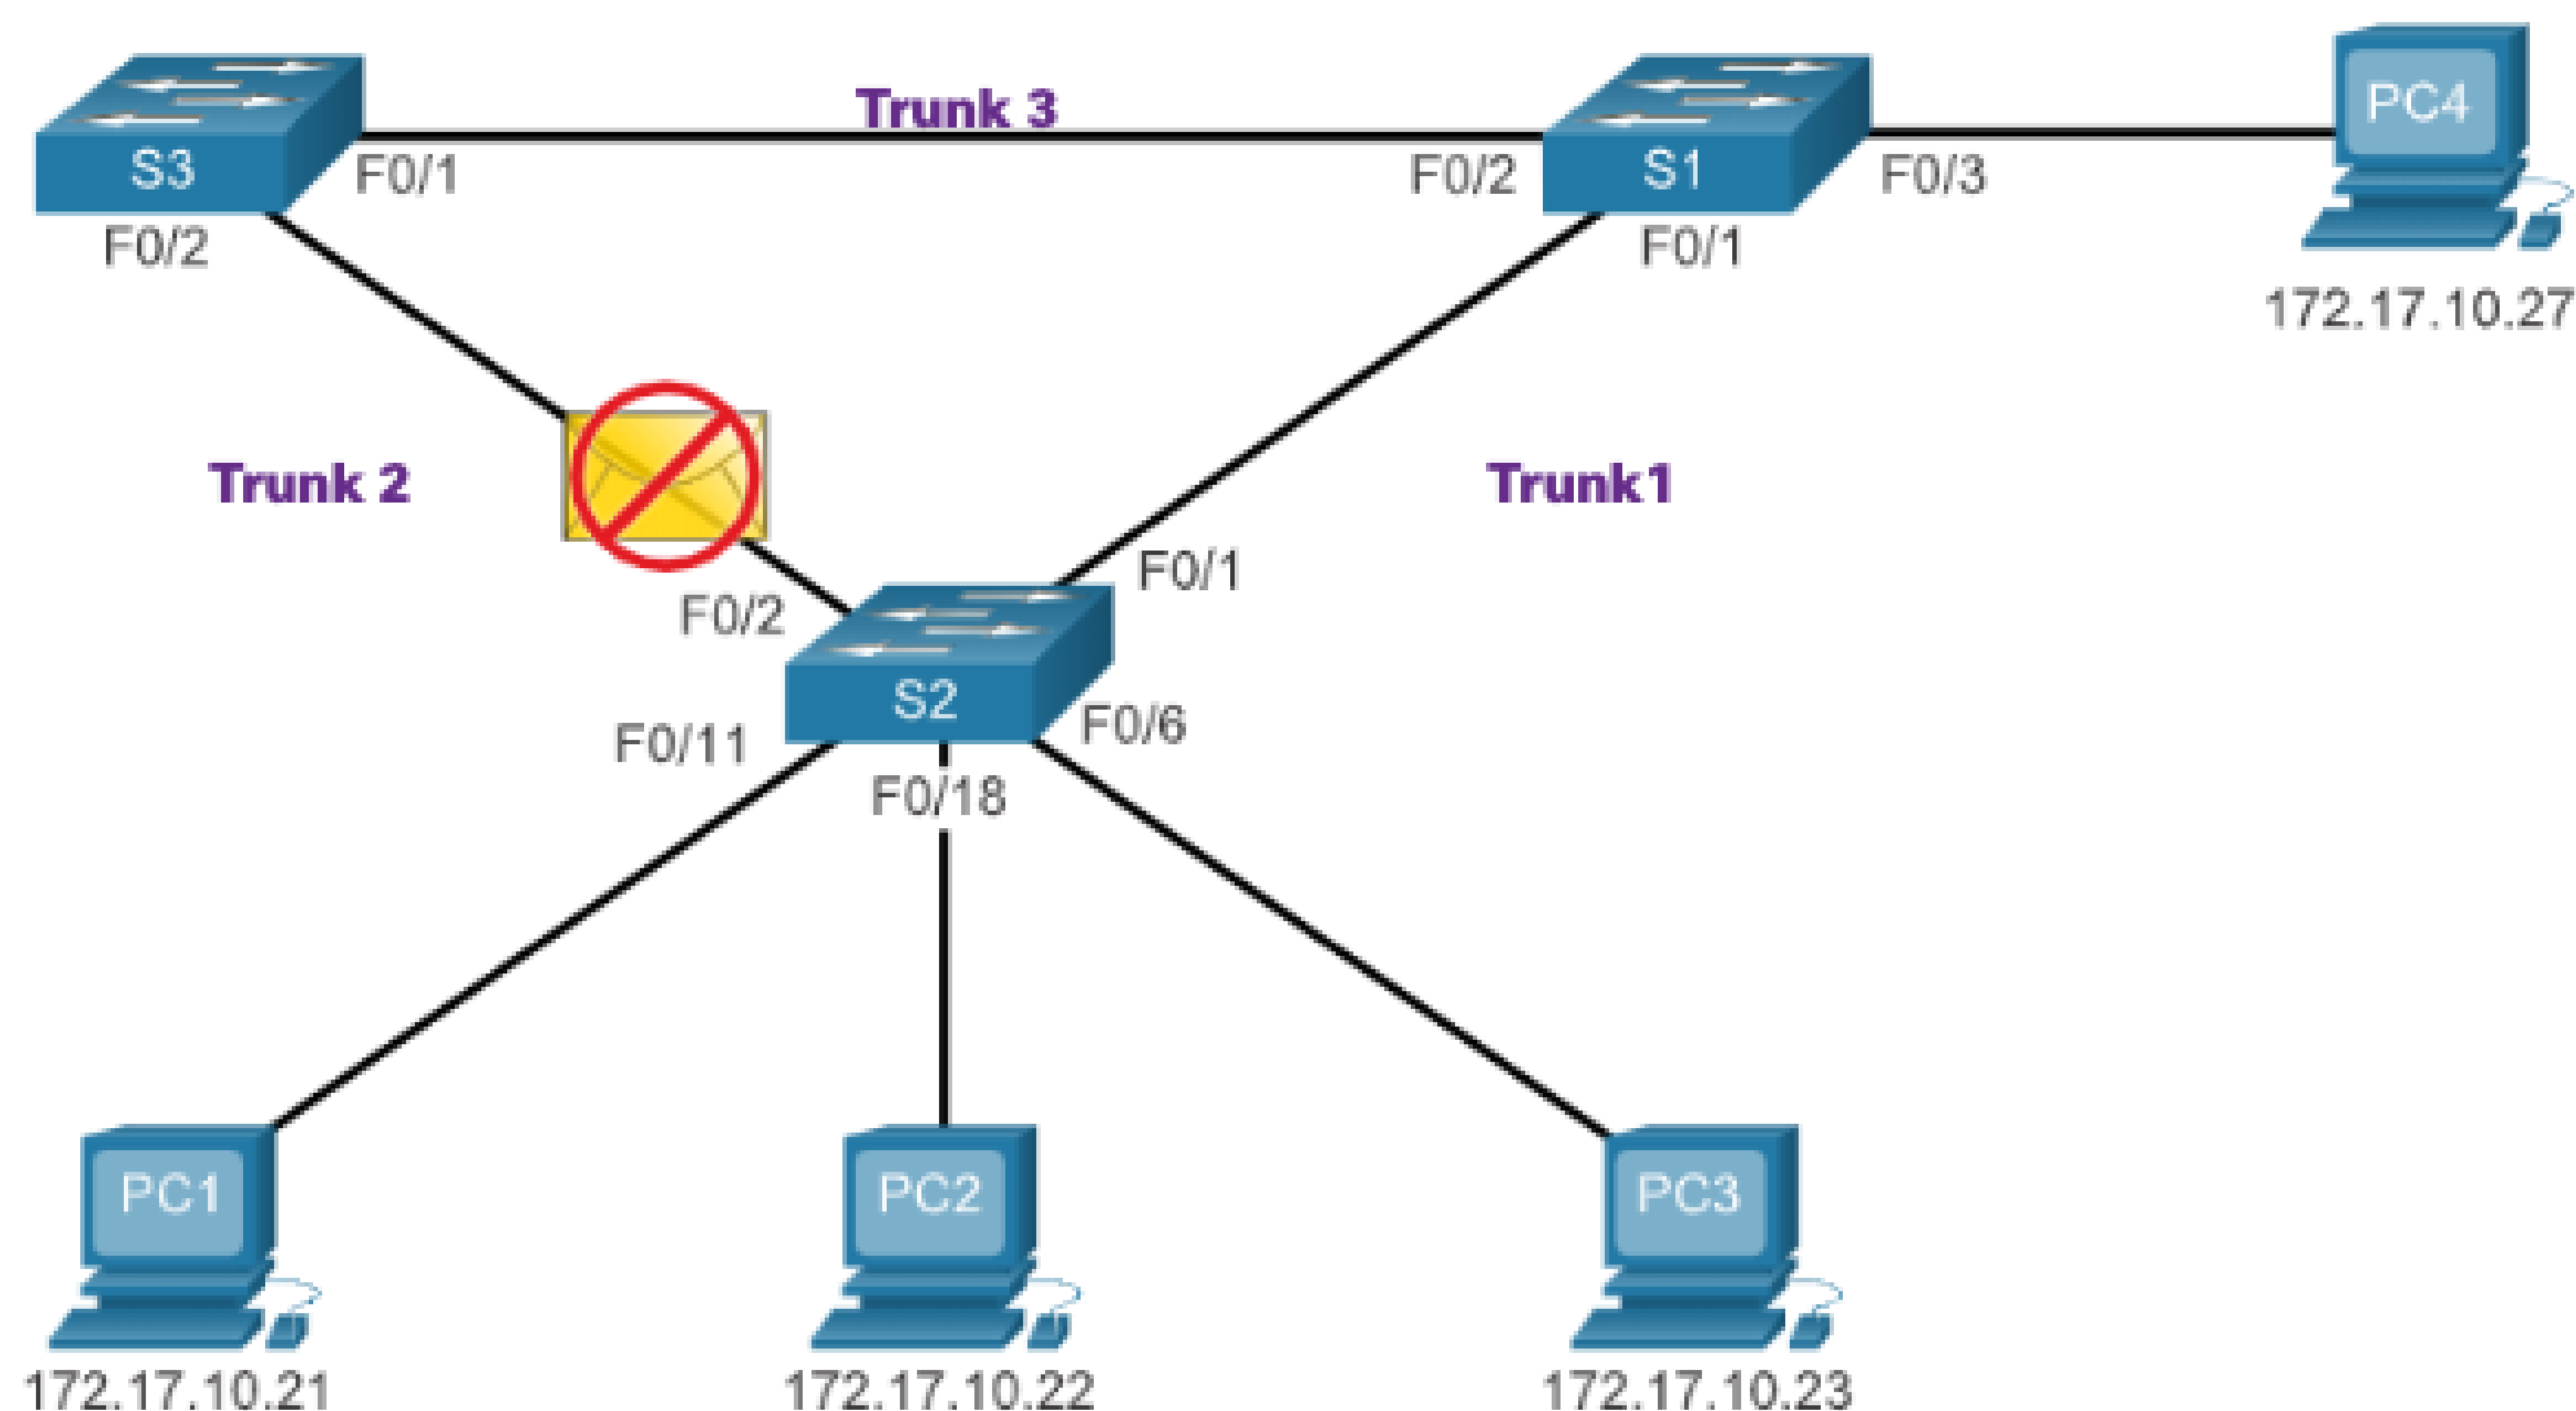 Trunk 3
PC4
S3
F0/1
F0/2
S1
F0/3
F0/2
F0/1
172.17.10.27
Trunk 2
Trunk1
F0/1
F0/2
S2
F0/11
F0/6
F0/18
PC1
PC2
PC3
172.17.10.21
172.17.10.22
172.17.10.23